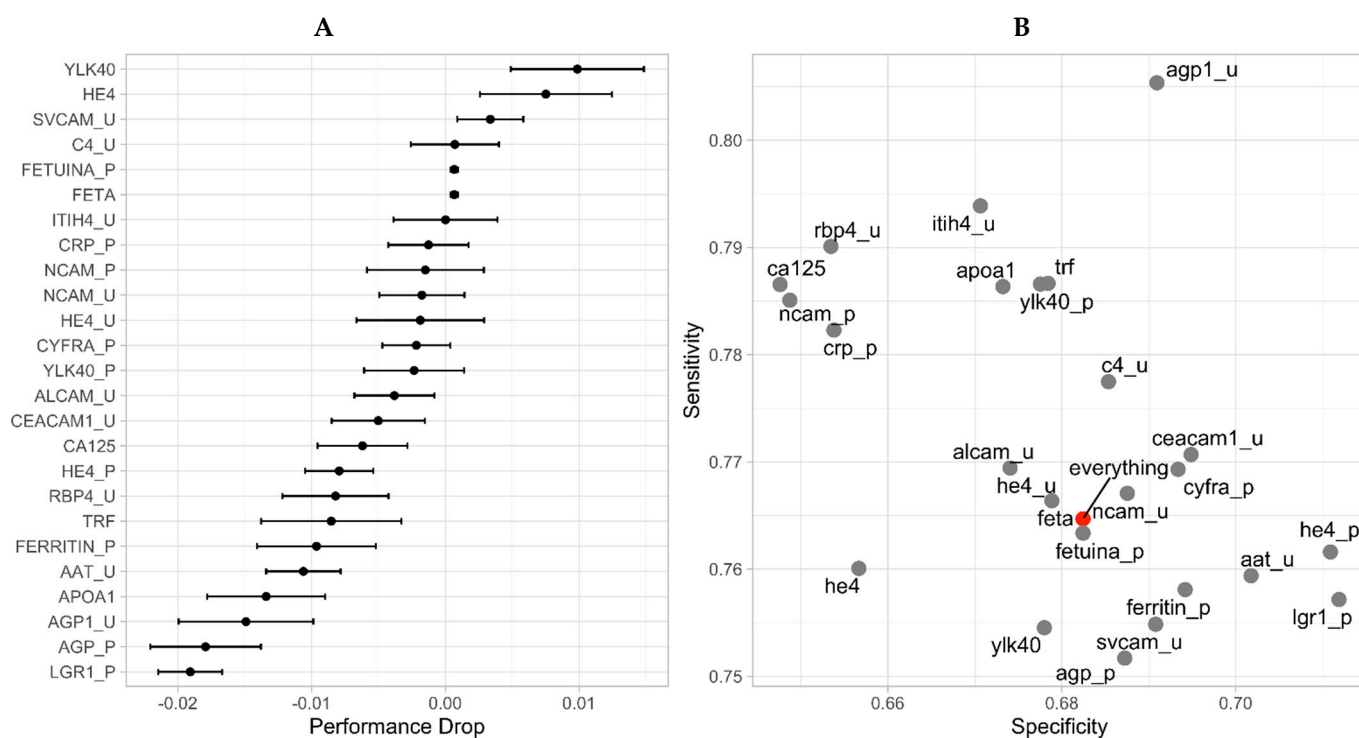 A
YLK40
HE4
SVCAM_U
C4_U
FETUINA_P
FETA
ITIH4_U
CRP_P
NCAM_P
NCAM_U
HE4_U
CYFRA_P
YLK40_P
ALCAM_U
CEACAM1_U
CA125
HE4_P
RBP4_U
TRF
FERRITIN_P
AAT_U
APOA1
AGP1_U
AGP_P
LGR1_P
-0.02 -0.01 0.00 0.01
Performance Drop
B
Sensitivity
0.80
0.79
0.78
0.77
0.76
0.75
agp1_u
itih4_u
rbp4_u
ca125
apoa1
trf
ylk40_p
ncam_p
crp_p
c4_u
ceacam1_u
alcam_u
everything
cyfra_p
he4_u
ncam_u
feta
he4_p
fetuina_p
aat_u
he4
ferritin_p
lgr1_p
ylk40
svcam_u
agp_p
0.66 0.68 0.70
Specificity